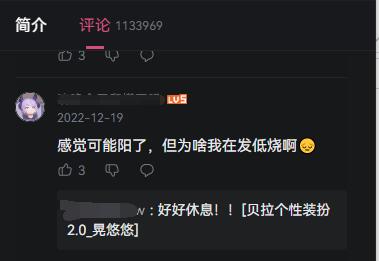 简介 评论 1133969
3
LV5
2022-12-19
感觉可能阳了，但为啥我在发低烧啊😔
3
w：好好休息！！[贝拉个性装扮
2.0_晃悠悠]